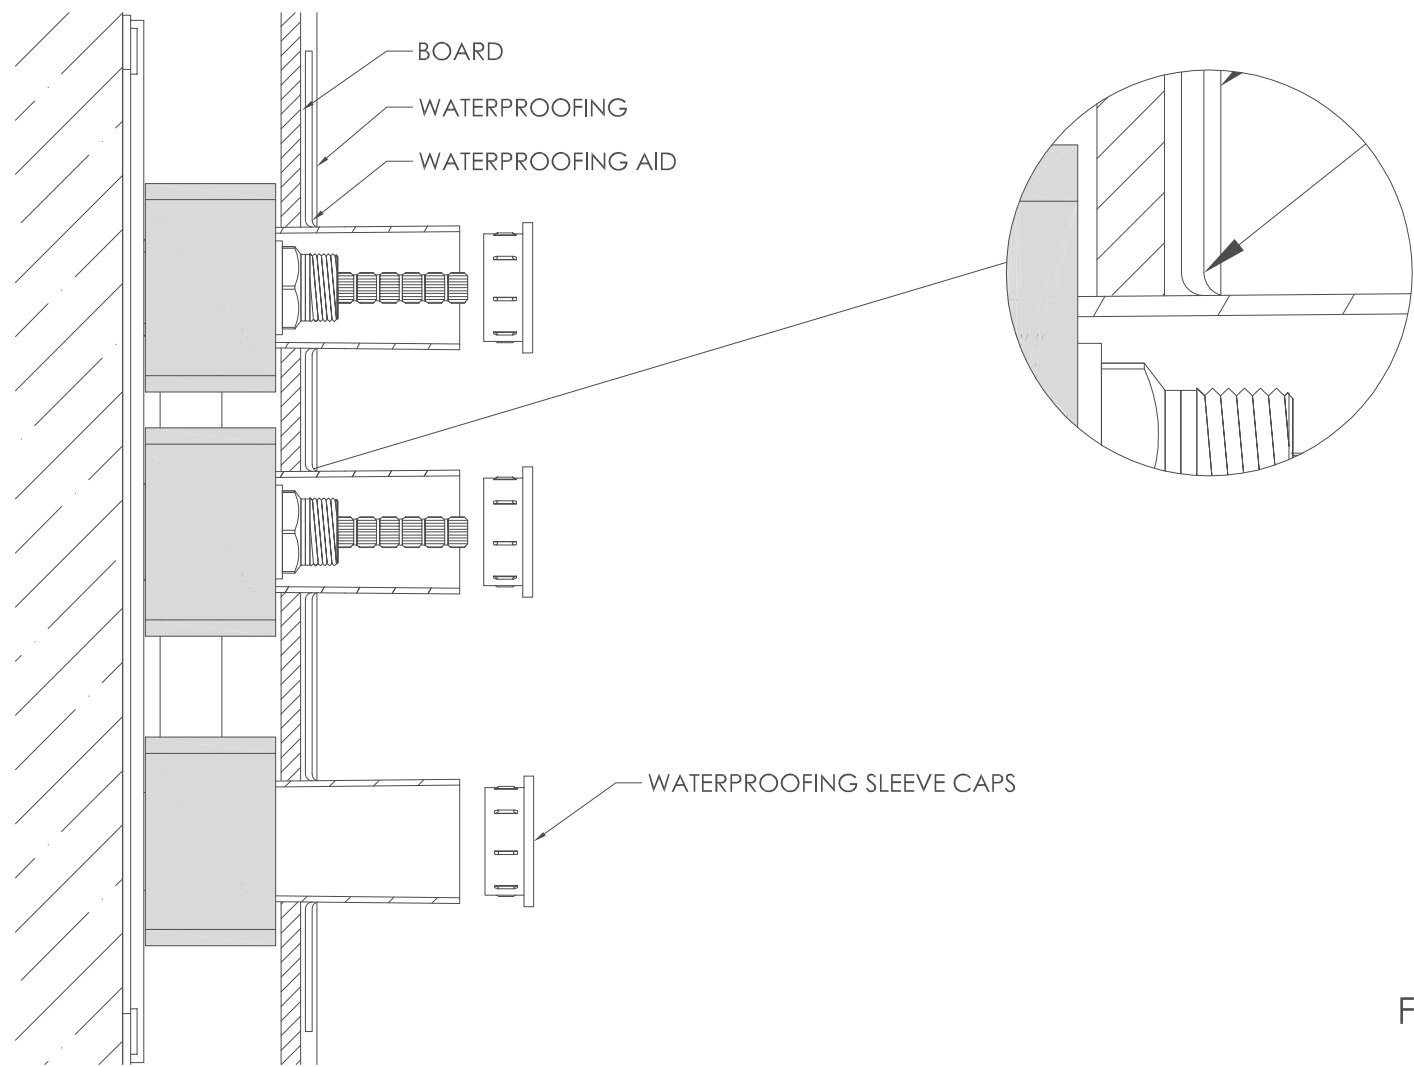 BOARD
WATERPROOFING
WATERPROOFING AID
WATERPROOFING SLEEVE CAPS
F